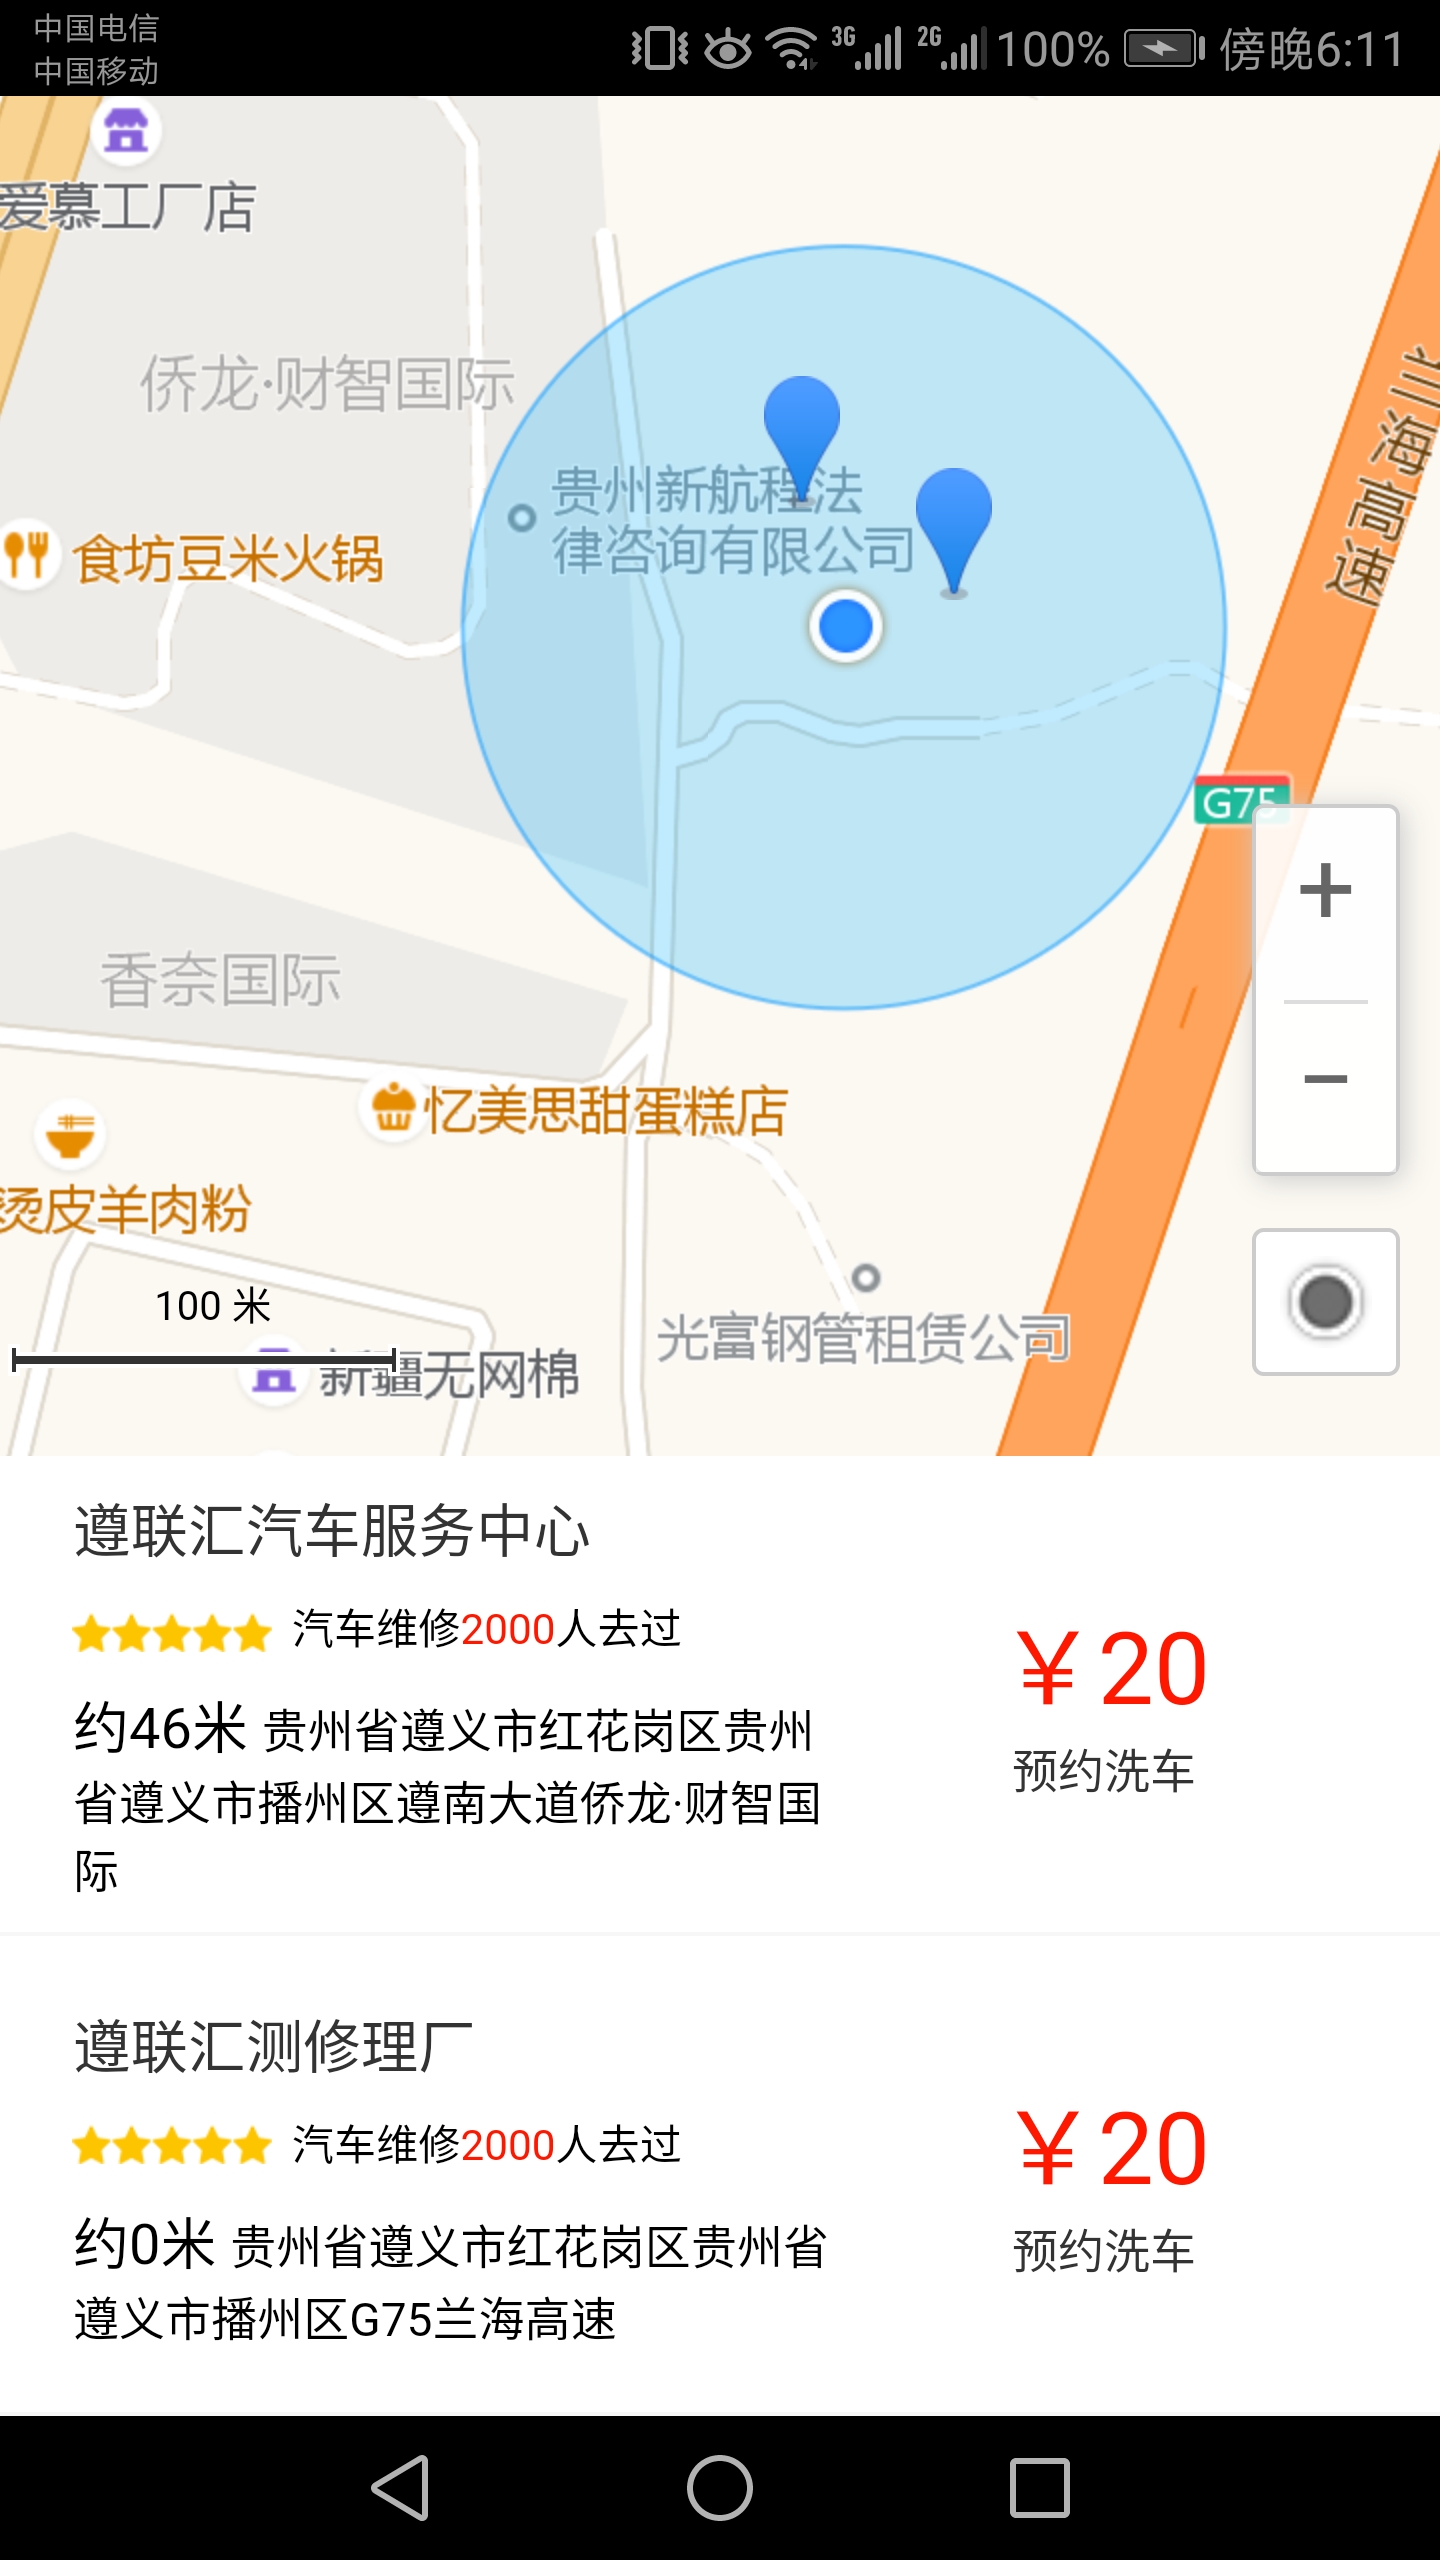 中国电信
中国移动
3G 2G 100% 傍晚6:11
爱慕工厂店
侨龙·财智国际
兰海高速
贵州新航程法
律咨询有限公司
食坊豆米火锅
G75
香奈国际
忆美思甜蛋糕店
烫皮羊肉粉
100 米
光富钢管租赁公司
新疆无网棉
遵联汇汽车服务中心
汽车维修2000人去过
¥20
约46米 贵州省遵义市红花岗区贵州
省遵义市播州区遵南大道侨龙·财智国
际
预约洗车
遵联汇测修理厂
汽车维修2000人去过
¥20
约0米 贵州省遵义市红花岗区贵州省
遵义市播州区G75兰海高速
预约洗车